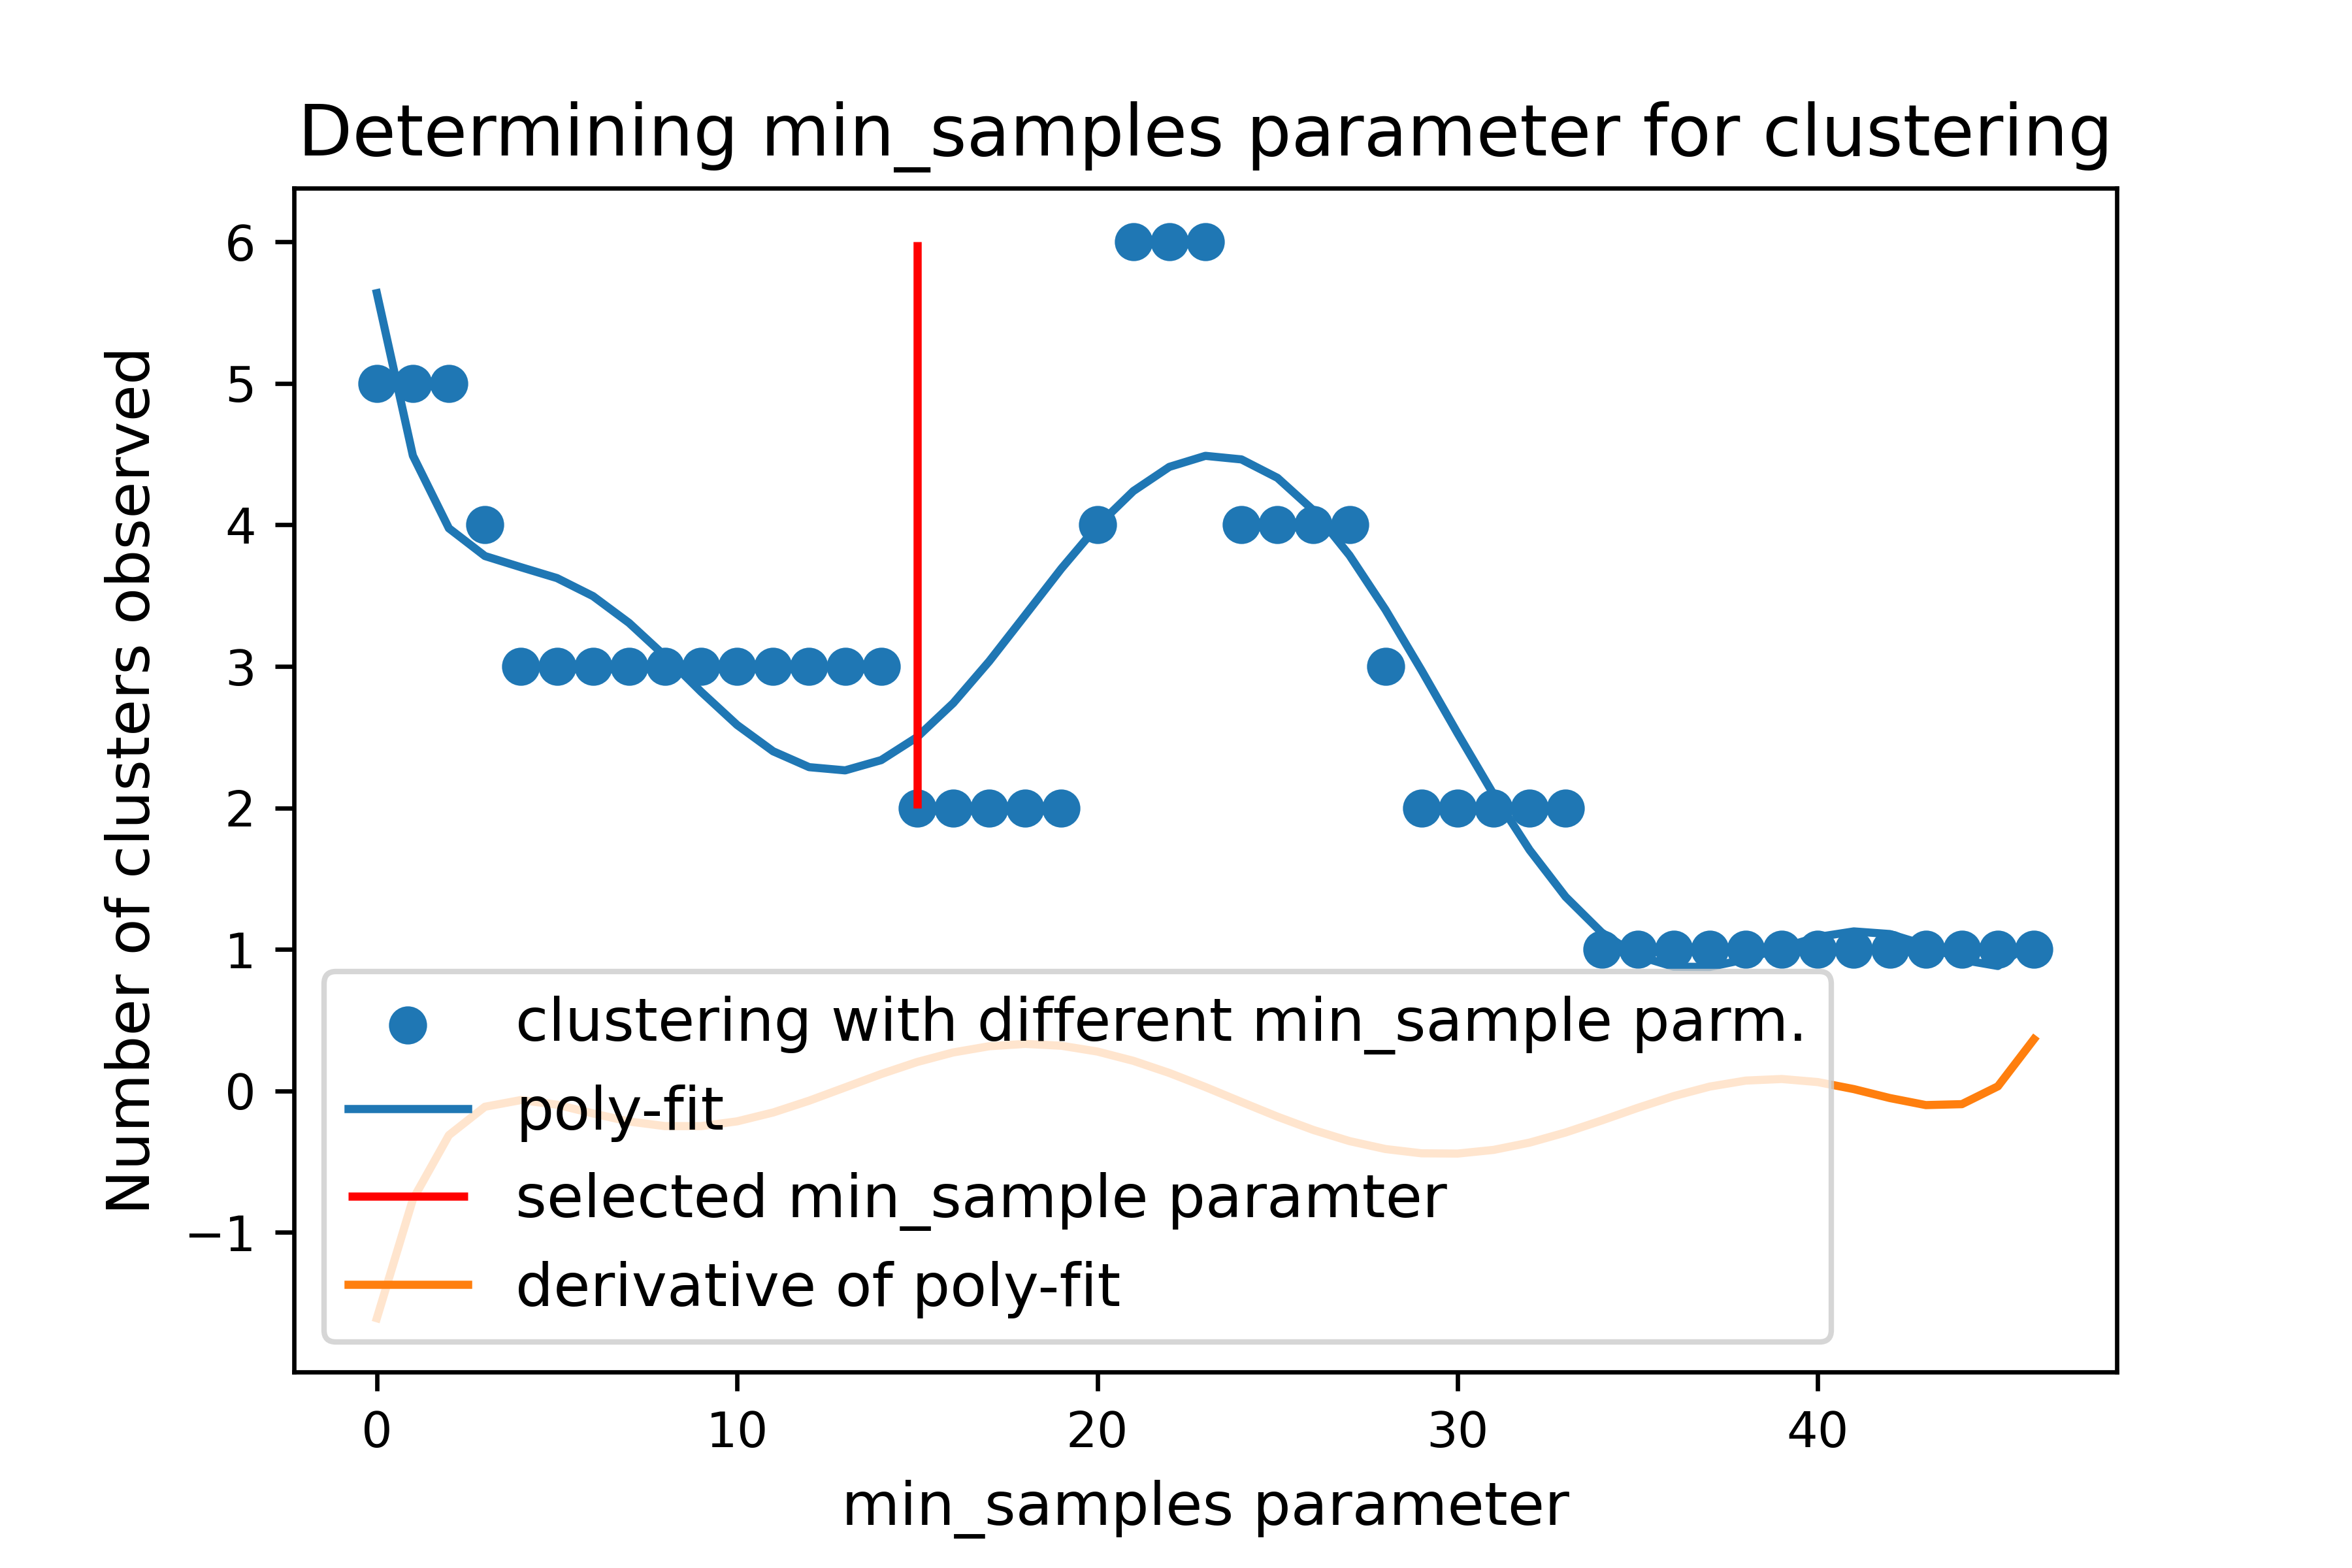 Determining min_samples parameter for clustering
Number of clusters observed
6
5
4
3
2
1
0
−1
clustering with different min_sample parm.
poly-fit
selected min_sample paramter
derivative of poly-fit
0 10 20 30 40
min_samples parameter